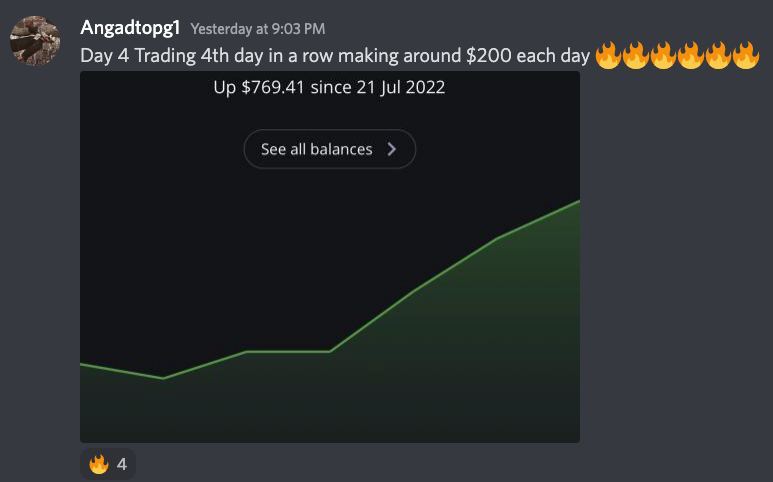 Angadtopg1 Yesterday at 9:03 PM
Day 4 Trading 4th day in a row making around $200 each day 🔥🔥🔥🔥🔥🔥
Up $769.41 since 21 Jul 2022
See all balances >
🔥 4